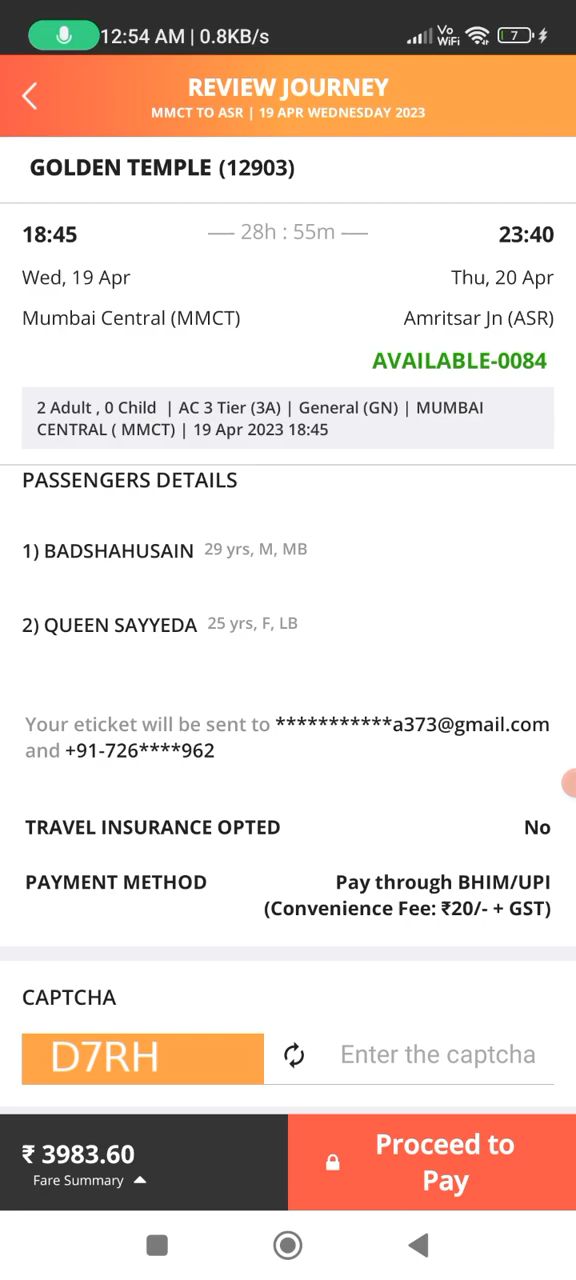 12:54 AM | 0.8KB/s
Vo
WiFi
7
REVIEW JOURNEY
MMCT TO ASR | 19 APR WEDNESDAY 2023
GOLDEN TEMPLE (12903)
18:45 — 28h : 55m — 23:40
Wed, 19 Apr Thu, 20 Apr
Mumbai Central (MMCT) Amritsar Jn (ASR)
AVAILABLE-0084
2 Adult , 0 Child | AC 3 Tier (3A) | General (GN) | MUMBAI
CENTRAL ( MMCT) | 19 Apr 2023 18:45
PASSENGERS DETAILS
1) BADSHAHUSAIN 29 yrs, M, MB
2) QUEEN SAYYEDA 25 yrs, F, LB
Your eticket will be sent to ***********a373@gmail.com
and +91-726****962
TRAVEL INSURANCE OPTED No
PAYMENT METHOD Pay through BHIM/UPI
(Convenience Fee: ₹20/- + GST)
CAPTCHA
D7RH Enter the captcha
₹ 3983.60
Fare Summary
Proceed to
Pay